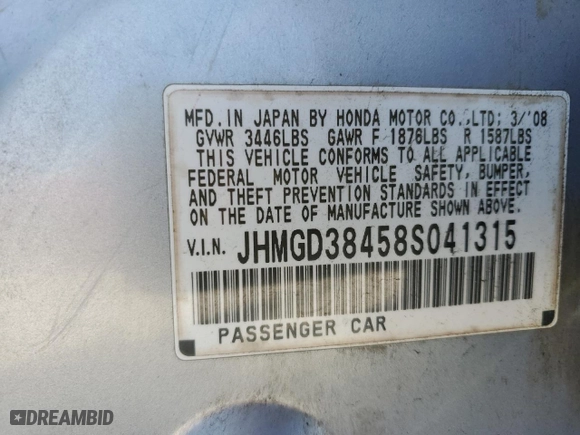 MFD. IN JAPAN BY HONDA MOTOR CO., LTD; 3/'08
GVWR 3446LBS GAWR F 1876LBS R 1587LBS
THIS VEHICLE CONFORMS TO ALL APPLICABLE
FEDERAL MOTOR VEHICLE SAFETY, BUMPER,
AND THEFT PREVENTION STANDARDS IN EFFECT
ON THE DATE OF MANUFACTURE SHOWN ABOVE.
V.I.N. JHMGD38458S041315
PASSENGER CAR
DREAMBID